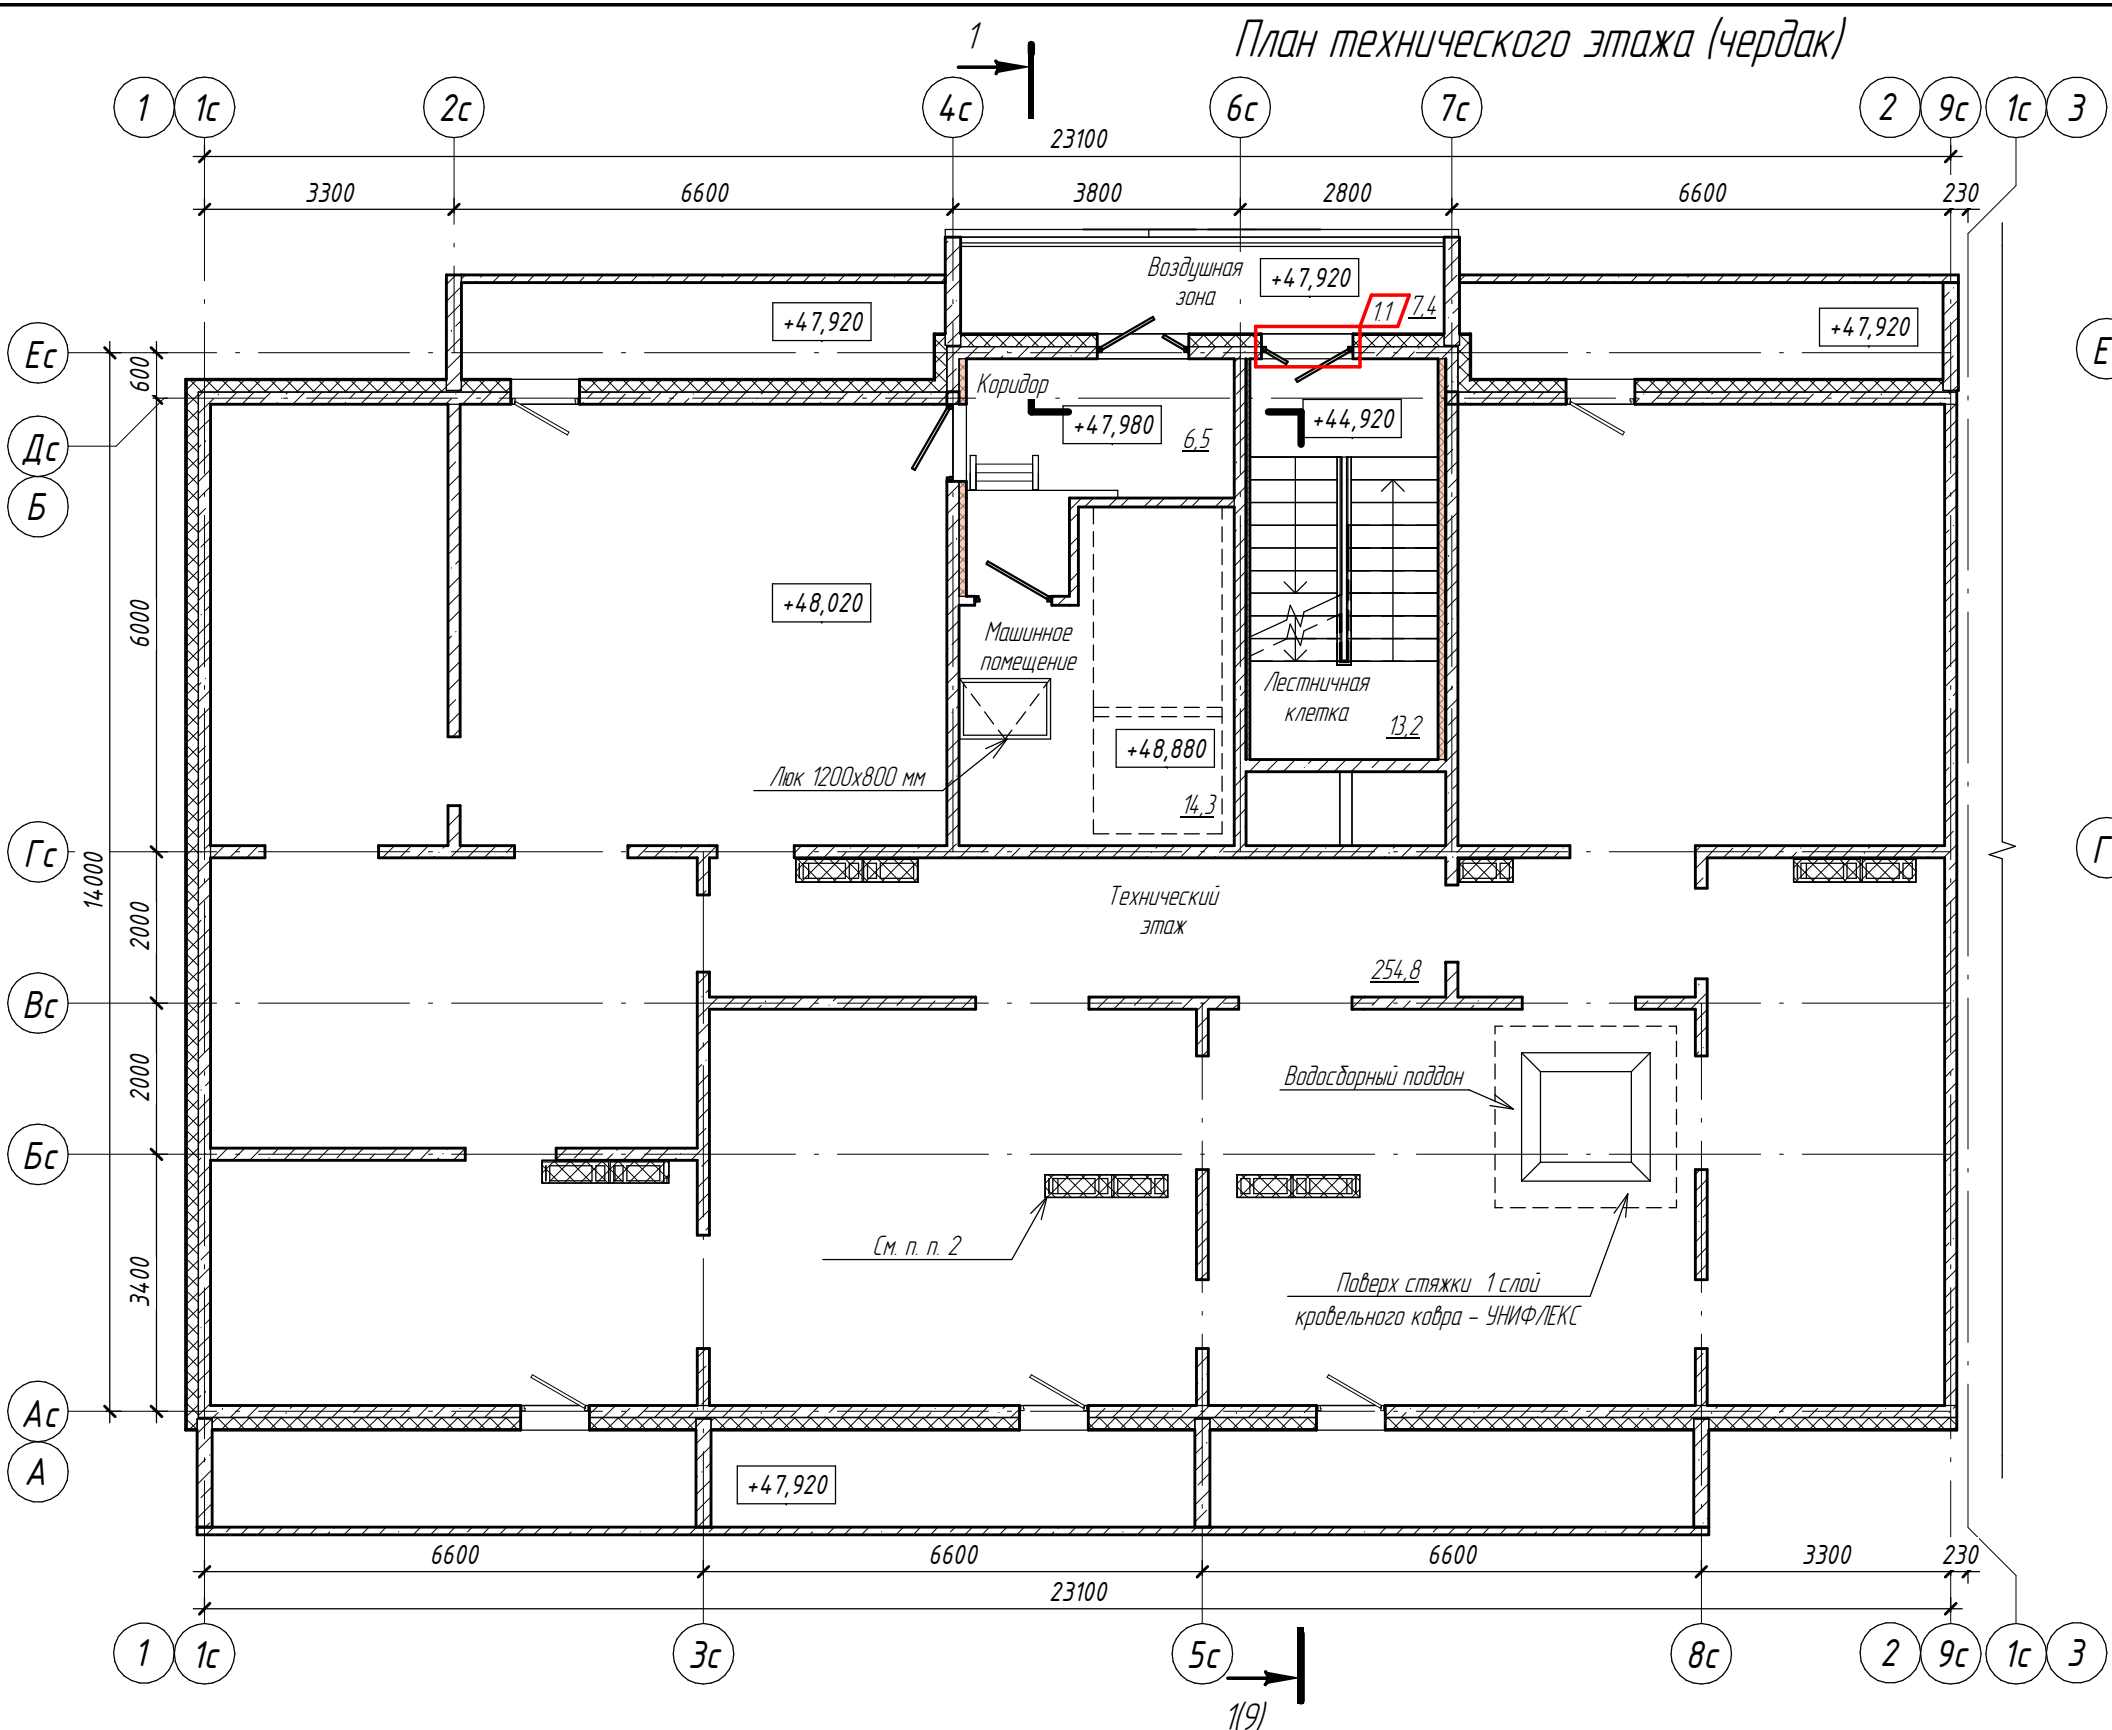 План технического этажа (чердак)
1
1 1с 2с 4с 6с 7с 2 9с 1с 3
23100
3300 6600 3800 2800 6600 230
Воздушная
зона
+47,920
1.1 7,4
+47,920
+47,920
Ес
600
Е
Коридор
+47,980
6,5
+44,920
Дс
Б
6000
+48,020
Машинное
помещение
Лестничная
клетка
13,2
+48,880
Люк 1200х800 мм
14,3
Гс
Г
14000
2000
Технический
этаж
254,8
Вс
2000
Водосборный поддон
Бс
См. п. п. 2
3400
Поверх стяжки 1 слой
кровельного ковра - УНИФЛЕКС
Ас
А
+47,920
6600 6600 6600 3300 230
23100
1 1с 3с 5с 8с 2 9с 1с 3
1(9)